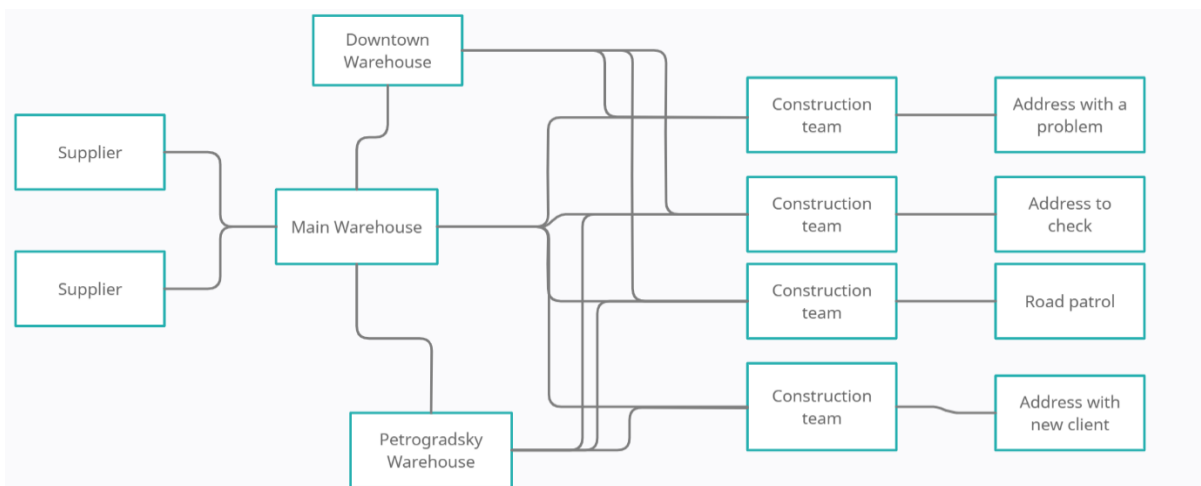 Downtown
Warehouse
Supplier
Main Warehouse
Supplier
Petrogradsky
Warehouse
Construction
team
Address with a
problem
Construction
team
Address to
check
Construction
team
Road patrol
Construction
team
Address with
new client